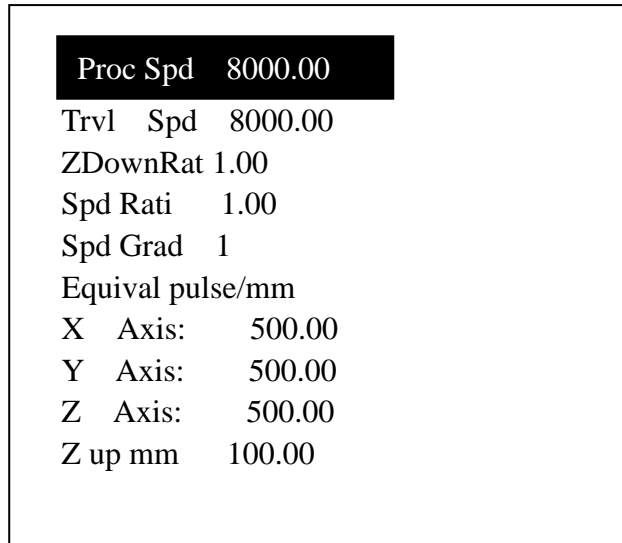 Proc Spd 8000.00
Trvl Spd 8000.00
ZDownRat 1.00
Spd Rati 1.00
Spd Grad 1
Equival pulse/mm
X Axis: 500.00
Y Axis: 500.00
Z Axis: 500.00
Z up mm 100.00